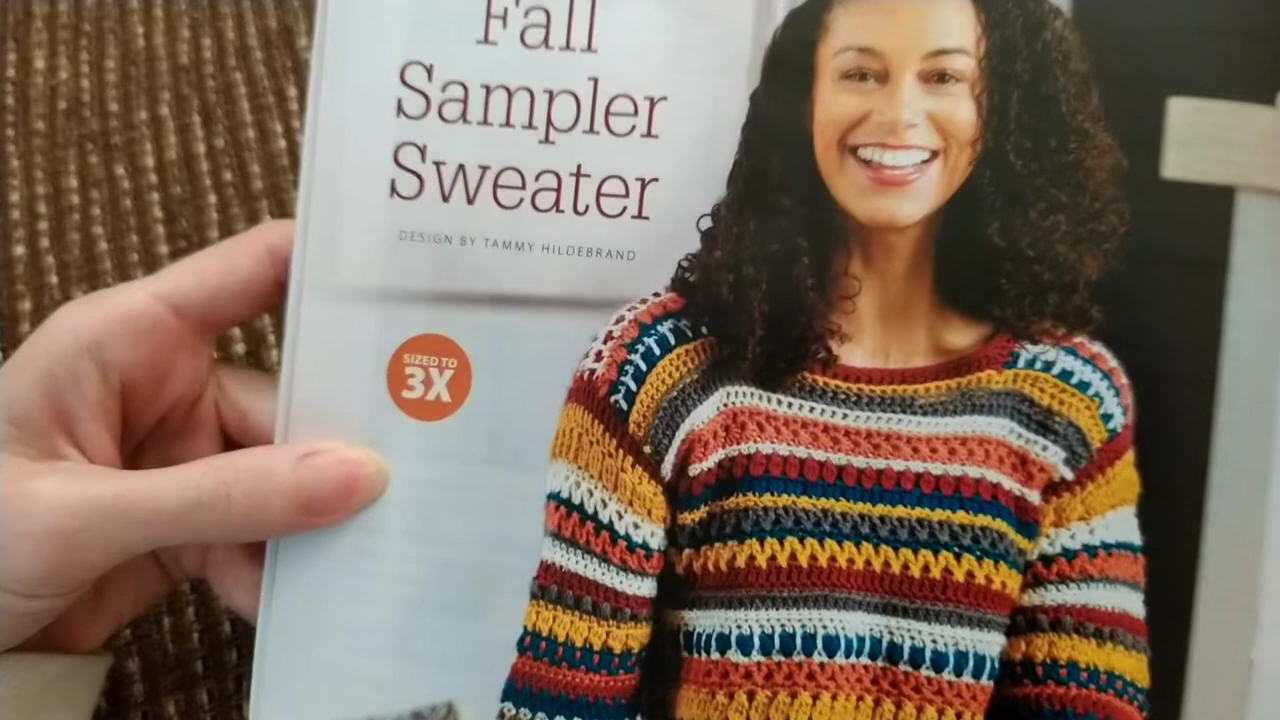 Fall
Sampler
Sweater
DESIGN BY TAMMY HILDEBRAND
SIZED TO
3X